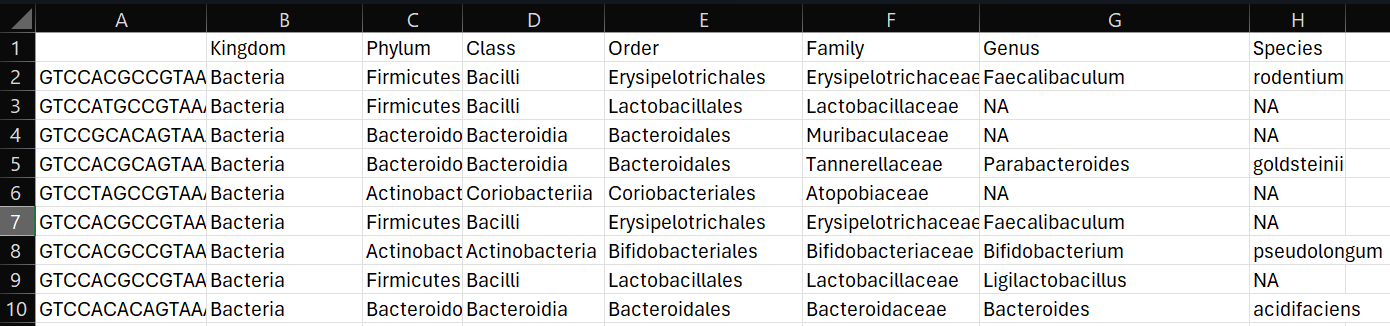 A B C D E F G H
1 Kingdom Phylum Class Order Family Genus Species
2 GTCCACGCCGTAA Bacteria Firmicutes Bacilli Erysipelotrichales Erysipelotrichaceae Faecalibaculum rodentium
3 GTCCATGCCGTAA Bacteria Firmicutes Bacilli Lactobacillales Lactobacillaceae NA NA
4 GTCCGCACAGTAA Bacteria Bacteroido Bacteroidia Bacteroidales Muribaculaceae NA NA
5 GTCCACGCAGTAA Bacteria Bacteroido Bacteroidia Bacteroidales Tannerellaceae Parabacteroides goldsteinii
6 GTCCTAGCCGTAA Bacteria Actinobact Coriobacteriia Coriobacteriales Atopobiaceae NA NA
7 GTCCACGCCGTAA Bacteria Firmicutes Bacilli Erysipelotrichales Erysipelotrichaceae Faecalibaculum NA
8 GTCCACGCCGTAA Bacteria Actinobact Actinobacteria Bifidobacteriales Bifidobacteriaceae Bifidobacterium pseudolongum
9 GTCCACGCCGTAA Bacteria Firmicutes Bacilli Lactobacillales Lactobacillaceae Ligilactobacillus NA
10 GTCCACACAGTAA Bacteria Bacteroido Bacteroidia Bacteroidales Bacteroidaceae Bacteroides acidifaciens